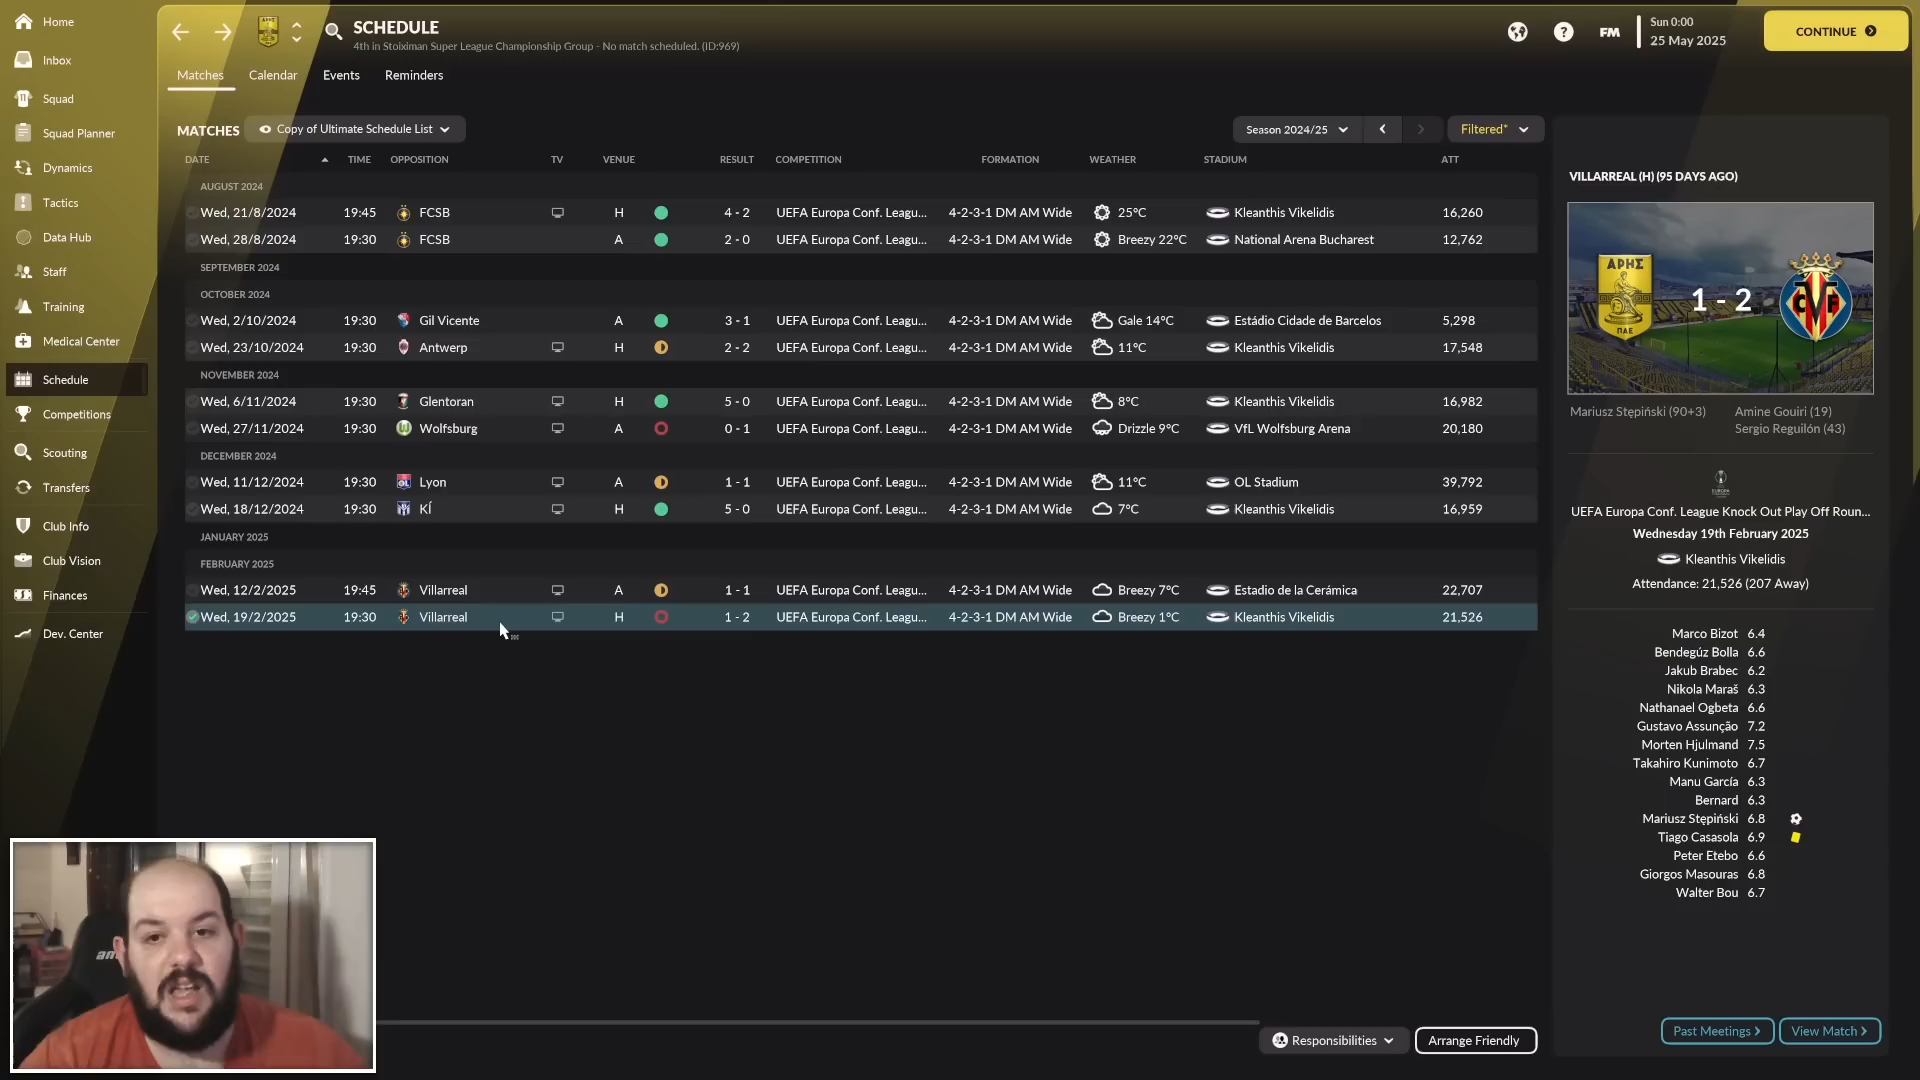 Home
Inbox
Squad
Squad Planner
Dynamics
Tactics
Data Hub
Staff
Training
Medical Center
Schedule
Competitions
Scouting
Transfers
Club Info
Club Vision
Finances
Dev. Center
SCHEDULE
4th in Stoiximan Super League Championship Group - No match scheduled. (ID:969)
FM
Sun 0:00
25 May 2025
CONTINUE
Matches Calendar Events Reminders
MATCHES Copy of Ultimate Schedule List Season 2024/25 Filtered*
DATE TIME OPPOSITION TV VENUE RESULT COMPETITION FORMATION WEATHER STADIUM ATT
AUGUST 2024
Wed, 21/8/2024 19:45 FCSB H 4 - 2 UEFA Europa Conf. Leagu... 4-2-3-1 DM AM Wide 25°C Kleanthis Vikelidis 16,260
Wed, 28/8/2024 19:30 FCSB A 2 - 0 UEFA Europa Conf. Leagu... 4-2-3-1 DM AM Wide Breezy 22°C National Arena Bucharest 12,762
SEPTEMBER 2024
OCTOBER 2024
Wed, 2/10/2024 19:30 Gil Vicente A 3 - 1 UEFA Europa Conf. Leagu... 4-2-3-1 DM AM Wide Gale 14°C Estádio Cidade de Barcelos 5,298
Wed, 23/10/2024 19:30 Antwerp H 2 - 2 UEFA Europa Conf. Leagu... 4-2-3-1 DM AM Wide 11°C Kleanthis Vikelidis 17,548
NOVEMBER 2024
Wed, 6/11/2024 19:30 Glentoran H 5 - 0 UEFA Europa Conf. Leagu... 4-2-3-1 DM AM Wide 8°C Kleanthis Vikelidis 16,982
Wed, 27/11/2024 19:30 Wolfsburg A 0 - 1 UEFA Europa Conf. Leagu... 4-2-3-1 DM AM Wide Drizzle 9°C VfL Wolfsburg Arena 20,180
DECEMBER 2024
Wed, 11/12/2024 19:30 Lyon A 1 - 1 UEFA Europa Conf. Leagu... 4-2-3-1 DM AM Wide 11°C OL Stadium 39,792
Wed, 18/12/2024 19:30 KÍ H 5 - 0 UEFA Europa Conf. Leagu... 4-2-3-1 DM AM Wide 7°C Kleanthis Vikelidis 16,959
JANUARY 2025
FEBRUARY 2025
Wed, 12/2/2025 19:45 Villarreal A 1 - 1 UEFA Europa Conf. Leagu... 4-2-3-1 DM AM Wide Breezy 7°C Estadio de la Cerámica 22,707
Wed, 19/2/2025 19:30 Villarreal H 1 - 2 UEFA Europa Conf. Leagu... 4-2-3-1 DM AM Wide Breezy 1°C Kleanthis Vikelidis 21,526
VILLARREAL (H) (95 DAYS AGO)
ΑΡΗΣ
ΠΑΕ
1 - 2
Mariusz Stępiński (90+3) Amine Gouiri (19)
Sergio Reguilón (43)
UEFA Europa Conf. League Knock Out Play Off Roun...
Wednesday 19th February 2025
Kleanthis Vikelidis
Attendance: 21,526 (207 Away)
Marco Bizot 6.4
Bendegúz Bolla 6.6
Jakub Brabec 6.2
Nikola Maraš 6.3
Nathanael Ogbeta 6.6
Gustavo Assunção 7.2
Morten Hjulmand 7.5
Takahiro Kunimoto 6.7
Manu García 6.3
Bernard 6.3
Mariusz Stępiński 6.8
Tiago Casasola 6.9
Peter Etebo 6.6
Giorgos Masouras 6.8
Walter Bou 6.7
Responsibilities Arrange Friendly
Past Meetings View Match